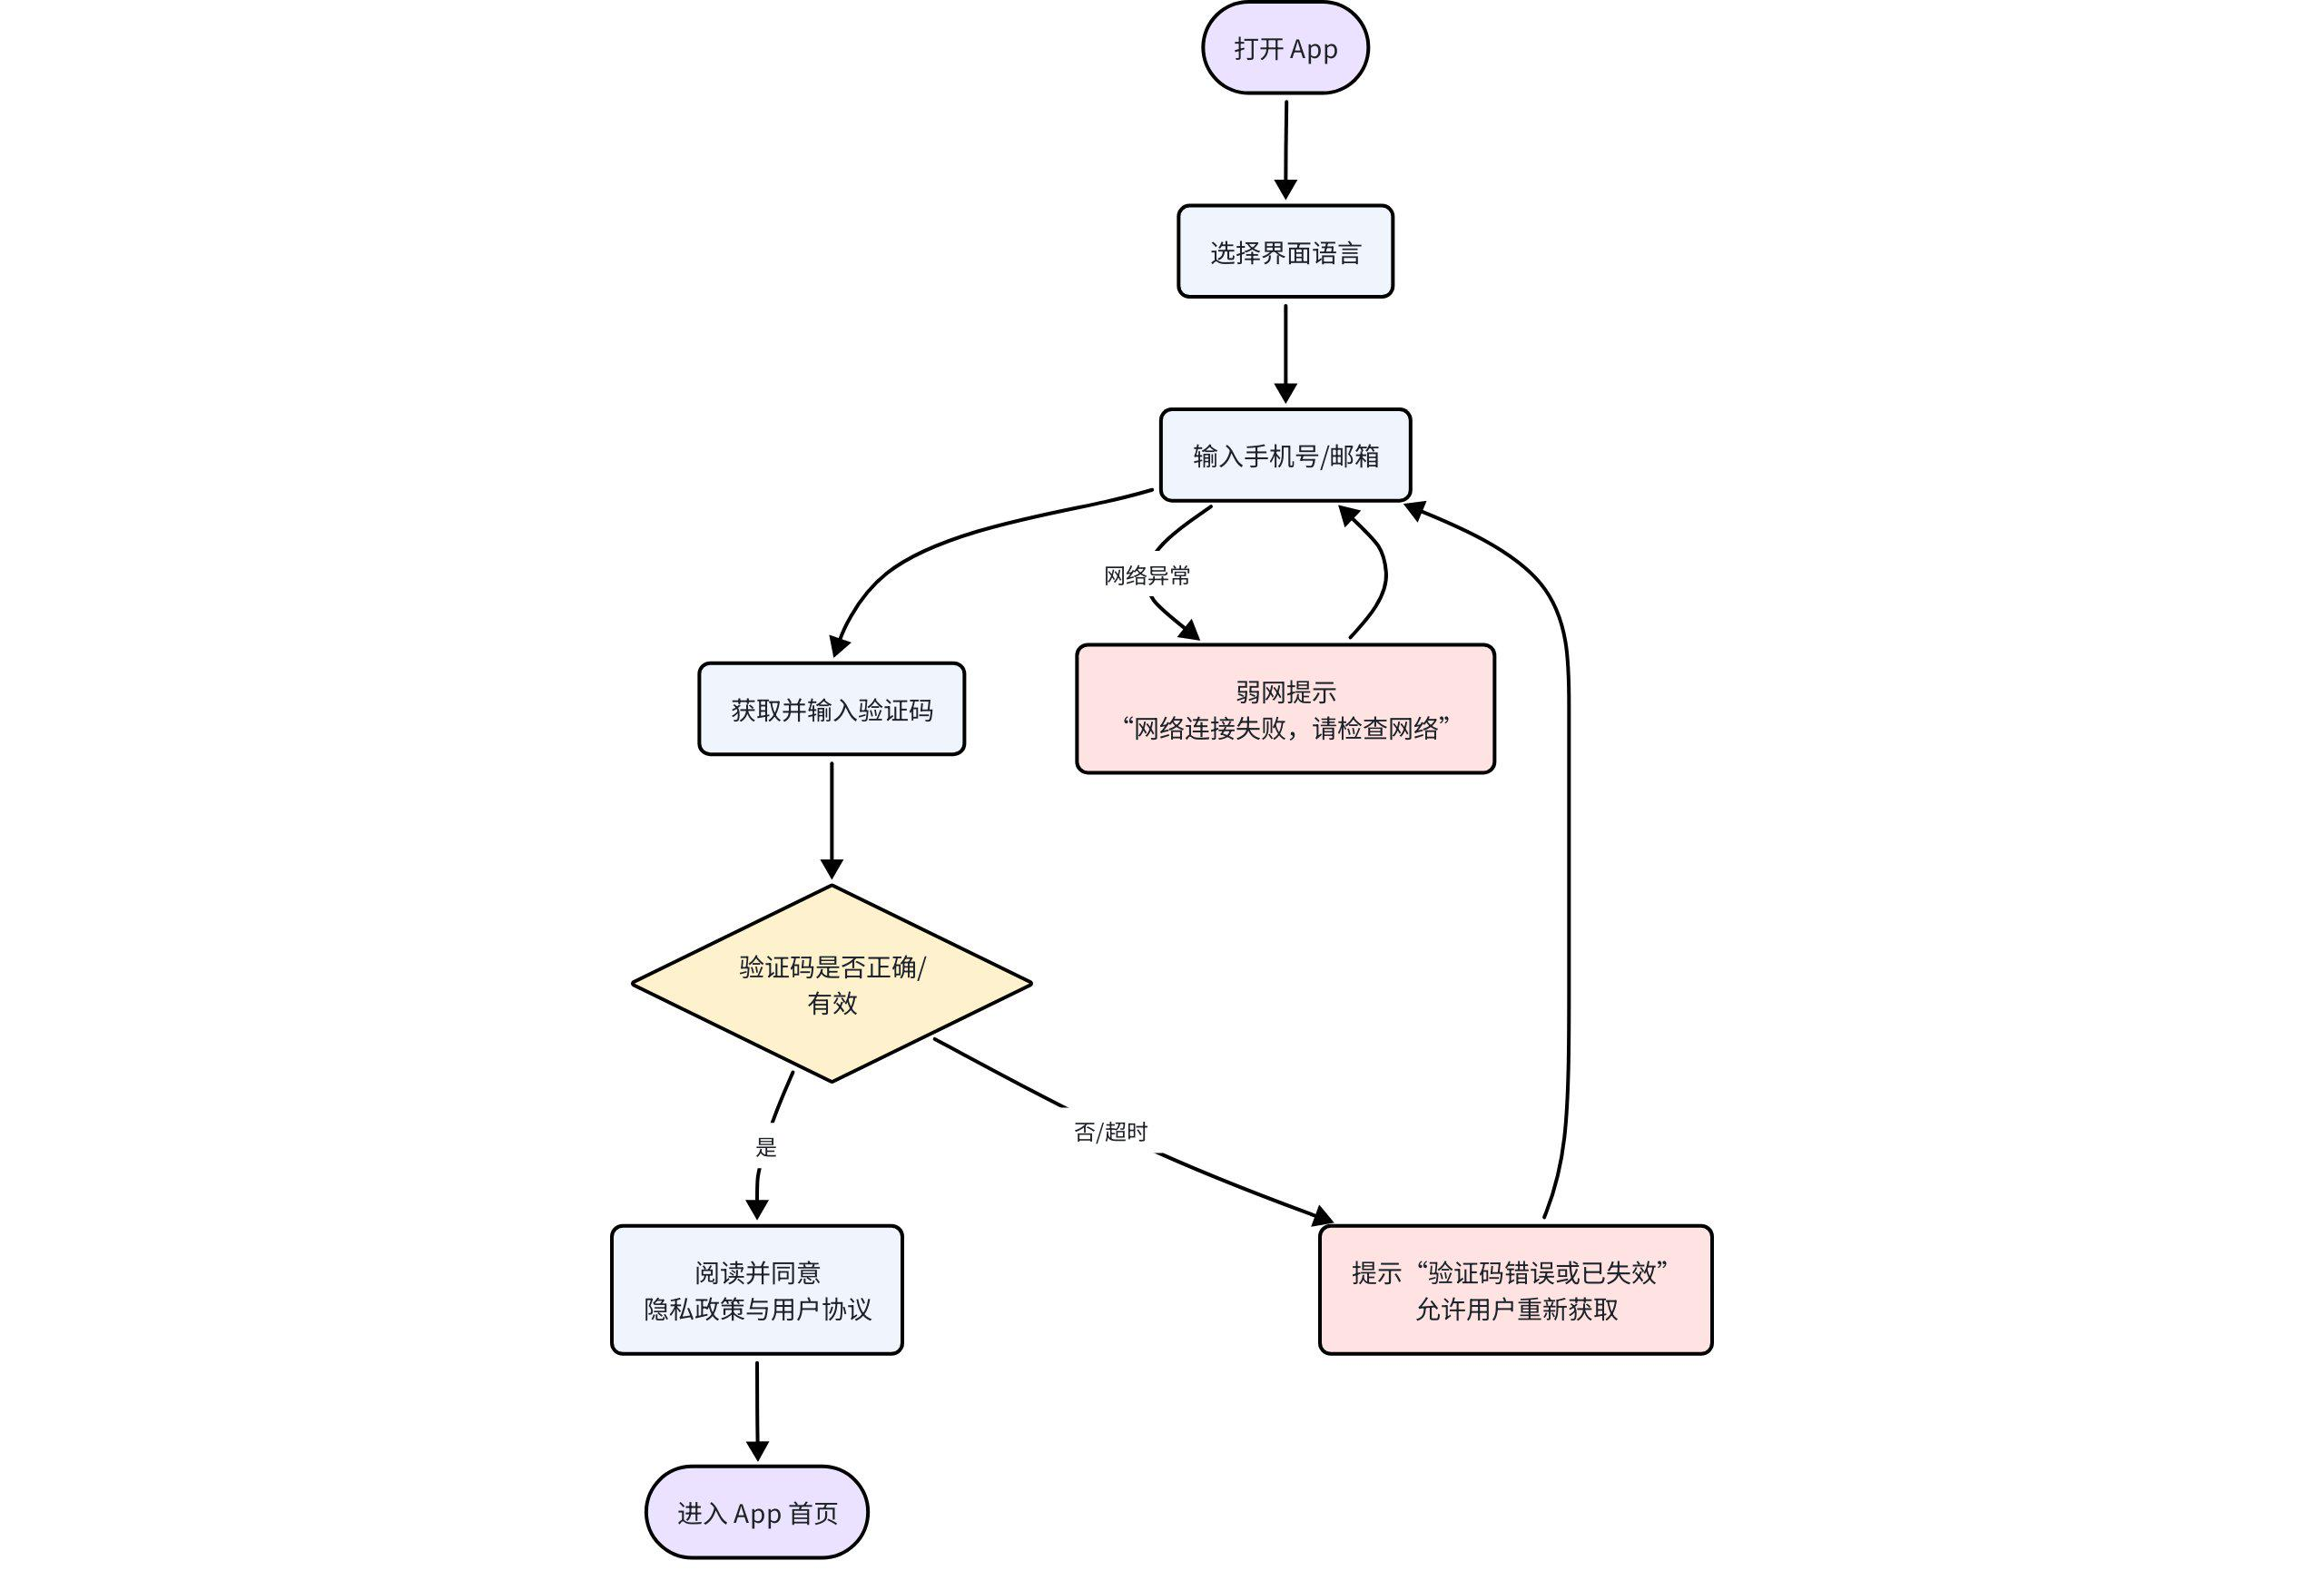 打开 App
选择界面语言
输入手机号/邮箱
网络异常
弱网提示
“网络连接失败，请检查网络”
获取并输入验证码
验证码是否正确/
有效
否/超时
是
阅读并同意
隐私政策与用户协议
提示“验证码错误或已失效”
允许用户重新获取
进入 App 首页